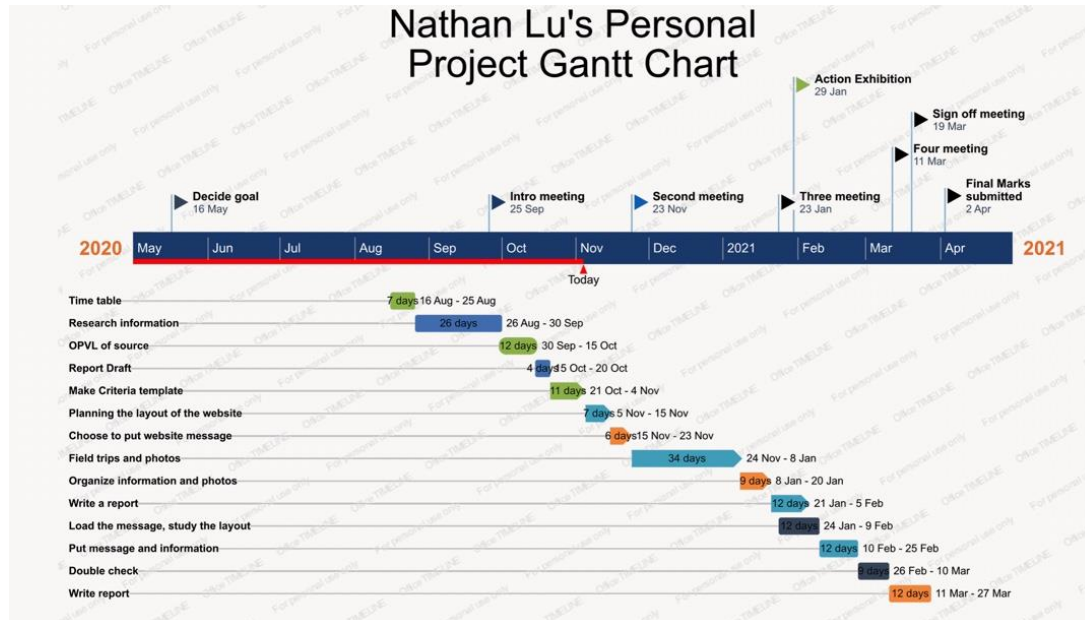 Nathan Lu's Personal
Project Gantt Chart
Action Exhibition
29 Jan
Sign off meeting
19 Mar
Four meeting
11 Mar
Decide goal
16 May
Intro meeting
25 Sep
Second meeting
23 Nov
Three meeting
23 Jan
Final Marks
submitted
2 Apr
2020 May Jun Jul Aug Sep Oct Nov Dec 2021 Feb Mar Apr 2021
Today
Time table 7 days 16 Aug - 25 Aug
Research information 26 days 26 Aug - 30 Sep
OPVL of source 12 days 30 Sep - 15 Oct
Report Draft 4 days 15 Oct - 20 Oct
Make Criteria template 11 days 21 Oct - 4 Nov
Planning the layout of the website 7 days 5 Nov - 15 Nov
Choose to put website message 6 days 15 Nov - 23 Nov
Field trips and photos 34 days 24 Nov - 8 Jan
Organize information and photos 9 days 8 Jan - 20 Jan
Write a report 12 days 21 Jan - 5 Feb
Load the message, study the layout 12 days 24 Jan - 9 Feb
Put message and information 12 days 10 Feb - 25 Feb
Double check 9 days 26 Feb - 10 Mar
Write report 12 days 11 Mar - 27 Mar
For personal use only
Office TIMELINE